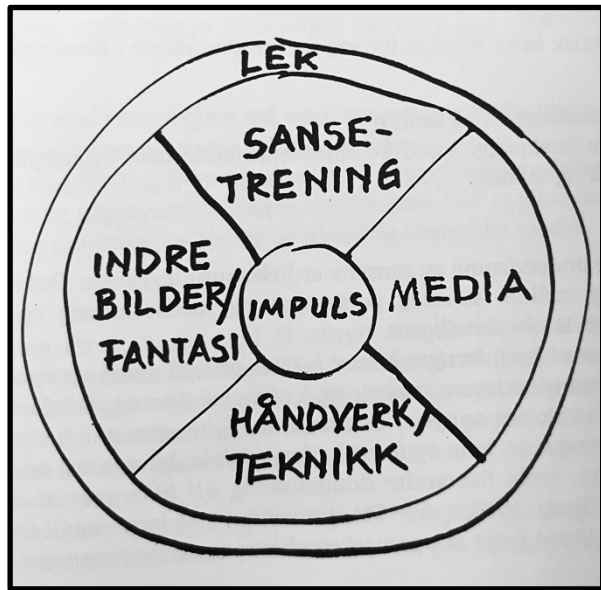 LEK
SANSE-
TRENING
INDRE
BILDER/
FANTASI
IMPULS
MEDIA
HÅNDVERK/
TEKNIKK